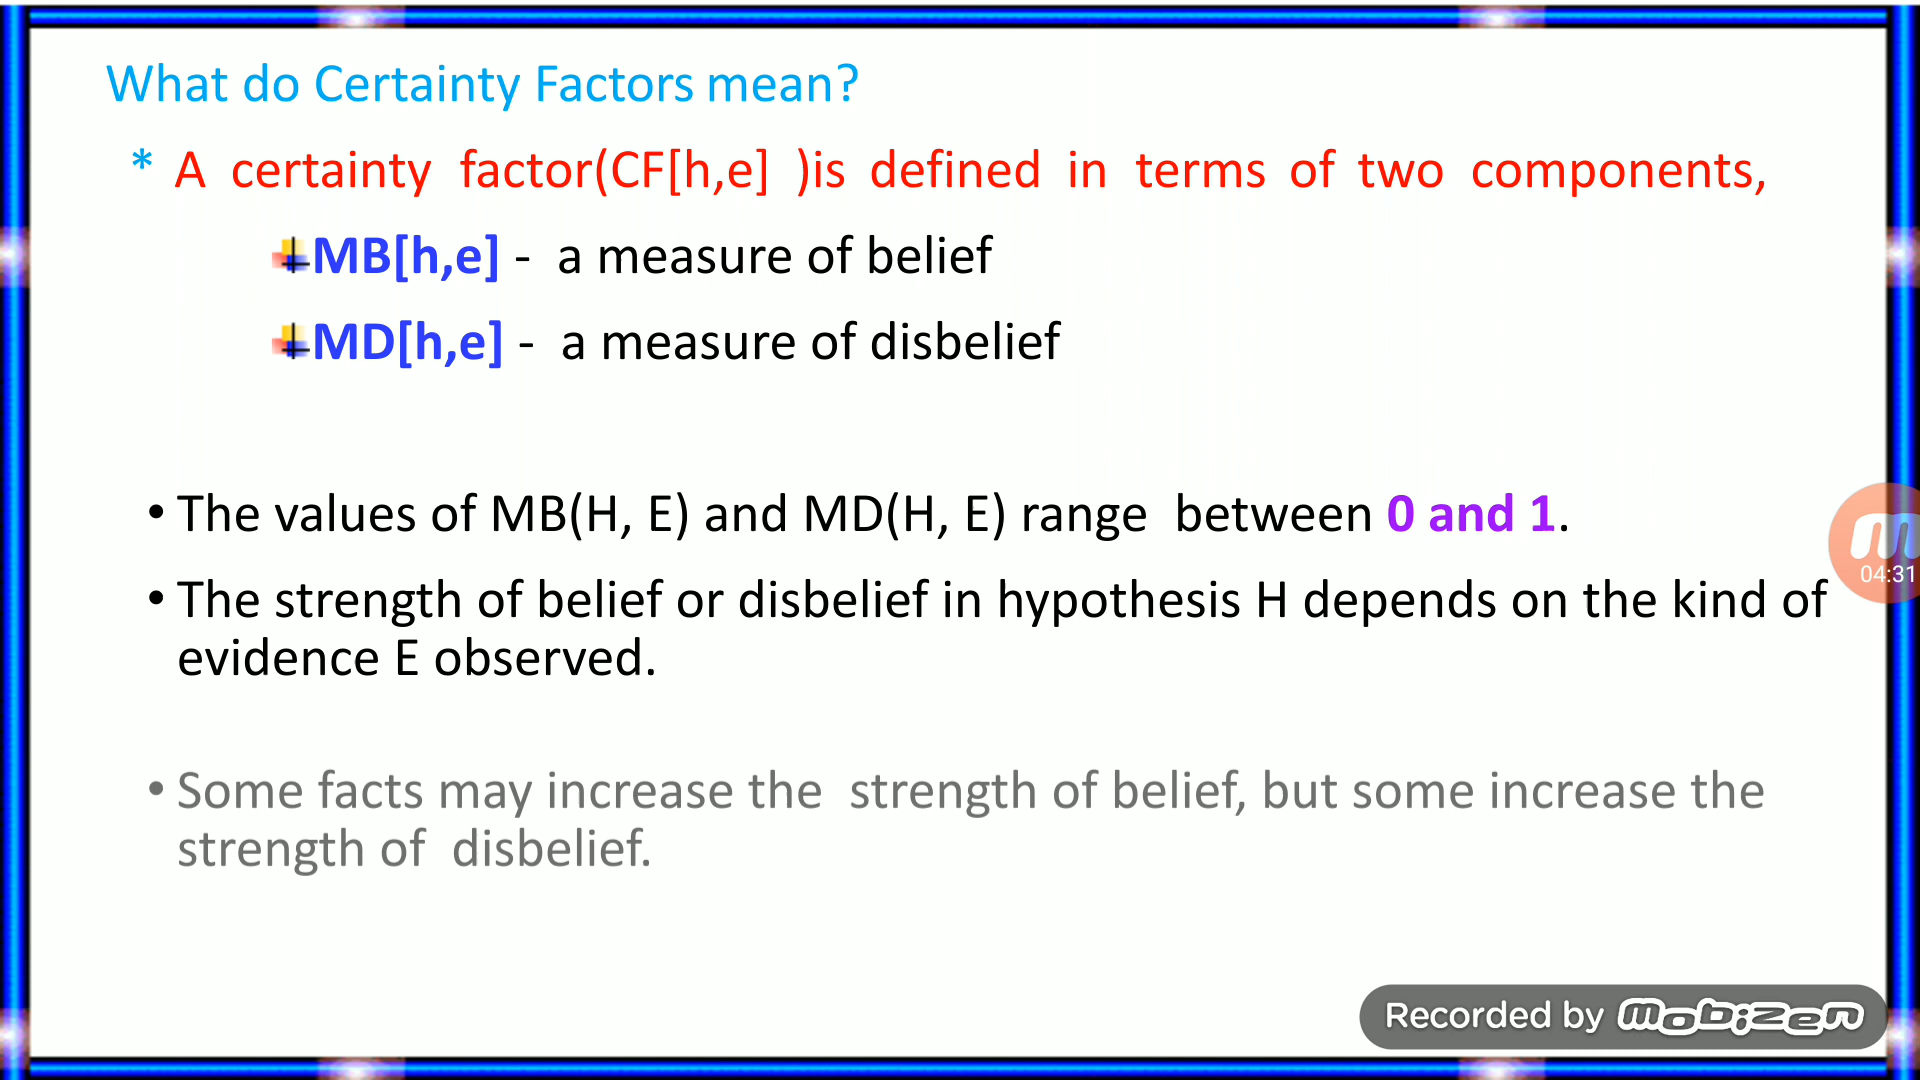 What do Certainty Factors mean?
* A certainty factor(CF[h,e] )is defined in terms of two components,
MB[h,e] - a measure of belief
MD[h,e] - a measure of disbelief
• The values of MB(H, E) and MD(H, E) range between 0 and 1.
• The strength of belief or disbelief in hypothesis H depends on the kind of
evidence E observed.
• Some facts may increase the strength of belief, but some increase the
strength of disbelief.
04:31
Recorded by mobizen